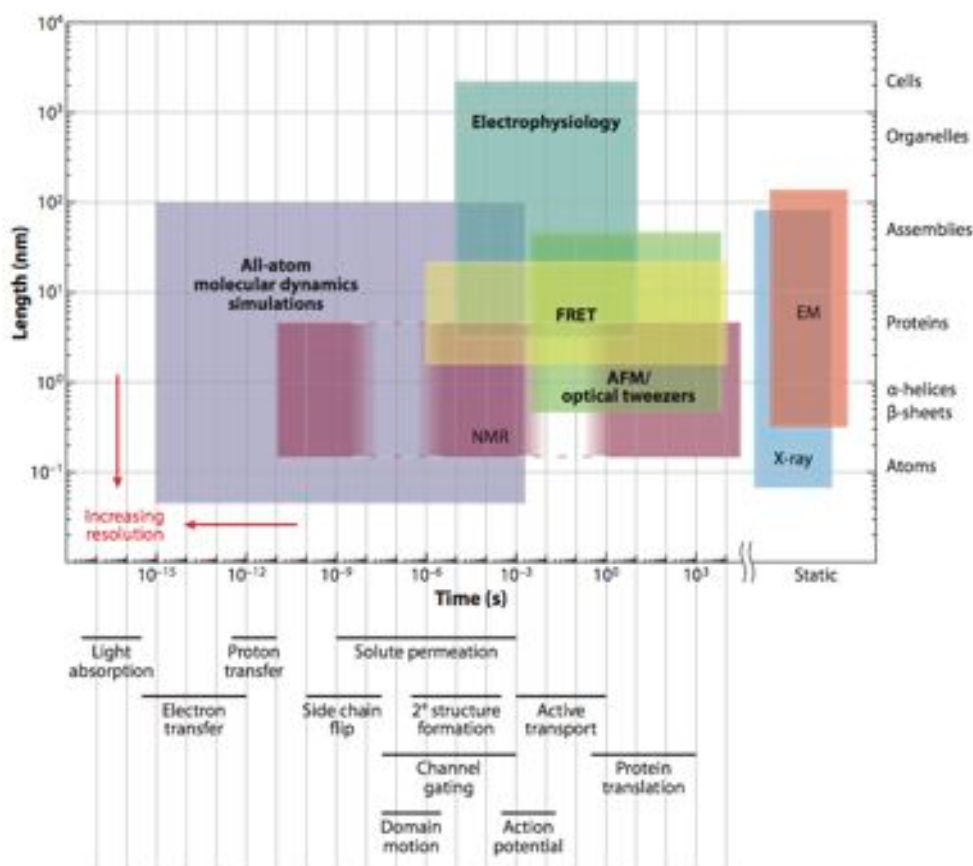 10⁴
10³
10²
10¹
10⁰
10⁻¹
Length (nm)
Electrophysiology
All-atom
molecular dynamics
simulations
FRET
AFM/
optical tweezers
NMR
EM
X-ray
Increasing
resolution
Cells
Organelles
Assemblies
Proteins
α-helices
β-sheets
Atoms
10⁻¹⁵ 10⁻¹² 10⁻⁹ 10⁻⁶ 10⁻³ 10⁰ 10³ Static
Time (s)
Light
absorption
Proton
transfer
Solute permeation
Electron
transfer
Side chain
flip
2° structure
formation
Active
transport
Channel
gating
Protein
translation
Domain
motion
Action
potential